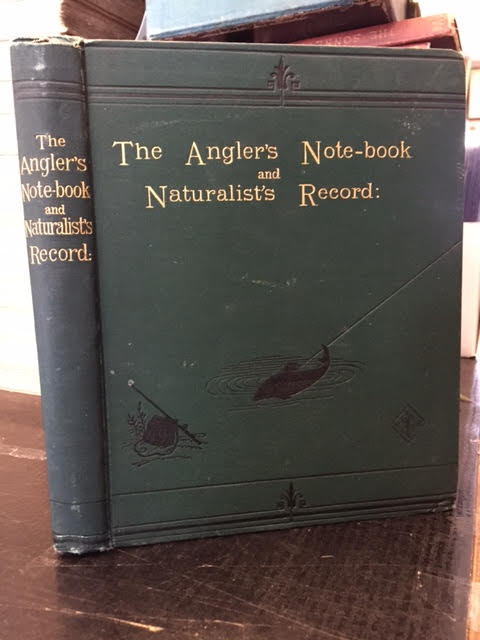 The
Angler's
Note-book
and
Naturalist's
Record:
The Angler's Note-book
and
Naturalist's Record: